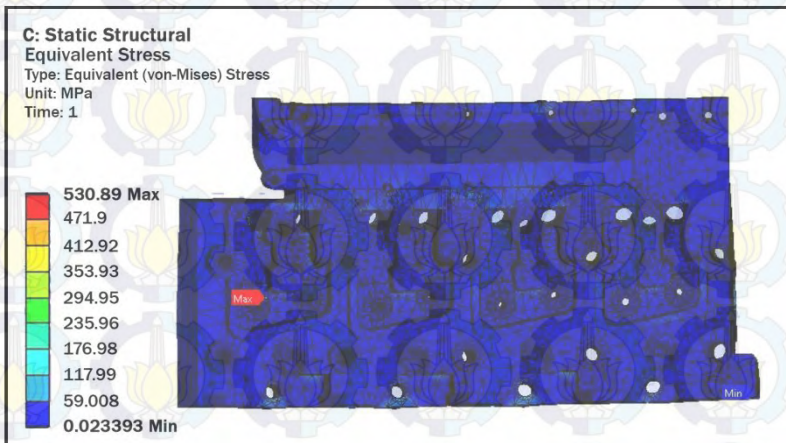 C: Static Structural
Equivalent Stress
Type: Equivalent (von-Mises) Stress
Unit: MPa
Time: 1
530.89 Max
471.9
412.92
353.93
294.95
235.96
176.98
117.99
59.008
0.023393 Min
Max
Min